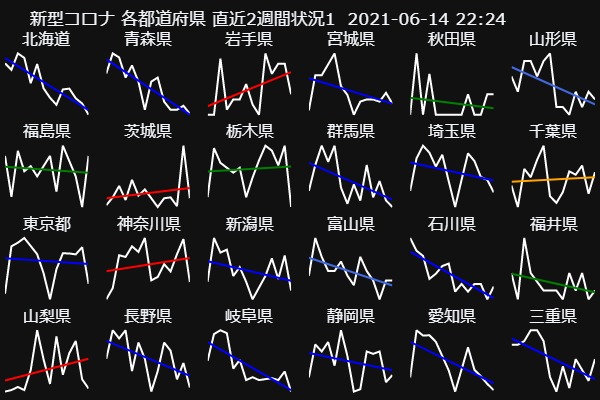 新型コロナ 各都道府県 直近2週間状況1 2021-06-14 22:24
北海道 青森県 岩手県 宮城県 秋田県 山形県
福島県 茨城県 栃木県 群馬県 埼玉県 千葉県
東京都 神奈川県 新潟県 富山県 石川県 福井県
山梨県 長野県 岐阜県 静岡県 愛知県 三重県